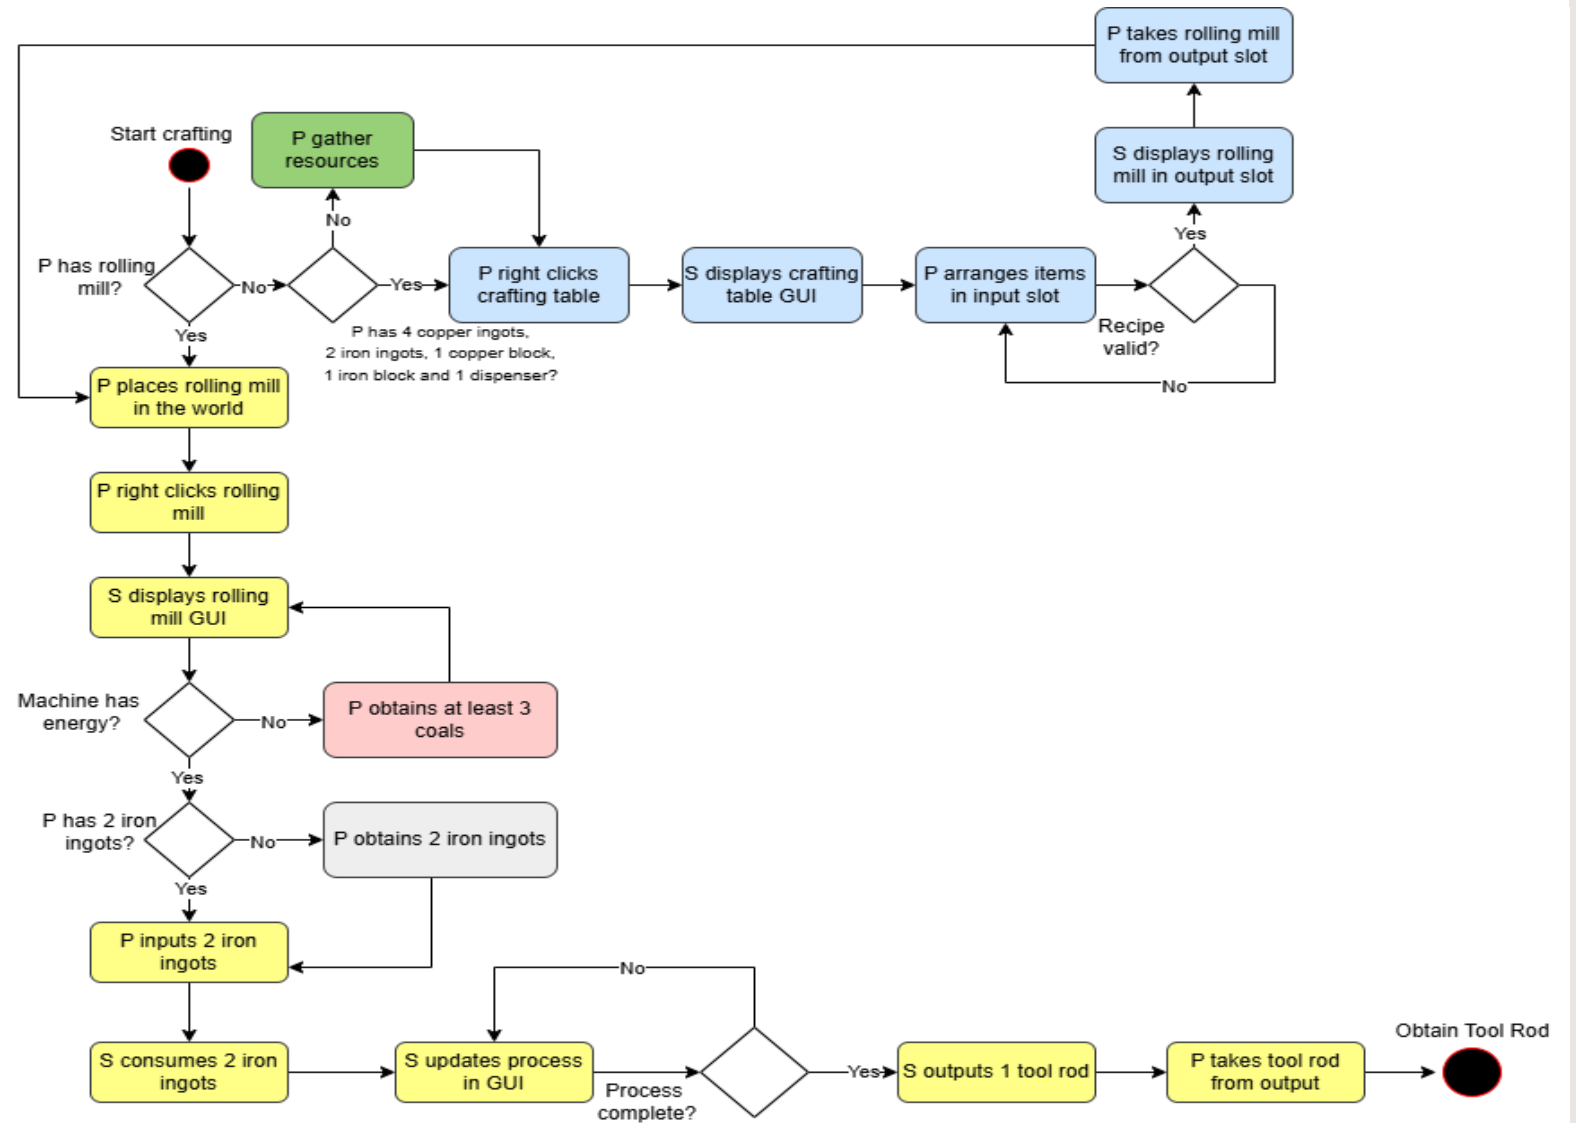 P takes rolling mill
from output slot
Start crafting
P gather
resources
S displays rolling
mill in output slot
No
Yes
P has rolling
mill?
No
Yes
P right clicks
crafting table
S displays crafting
table GUI
P arranges items
in input slot
Recipe
valid?
No
Yes
P has 4 copper ingots,
2 iron ingots, 1 copper block,
1 iron block and 1 dispenser?
P places rolling mill
in the world
P right clicks rolling
mill
S displays rolling
mill GUI
Machine has
energy?
No
P obtains at least 3
coals
Yes
P has 2 iron
ingots?
No
P obtains 2 iron ingots
Yes
P inputs 2 iron
ingots
No
S consumes 2 iron
ingots
S updates process
in GUI
Process
complete?
Yes
S outputs 1 tool rod
P takes tool rod
from output
Obtain Tool Rod